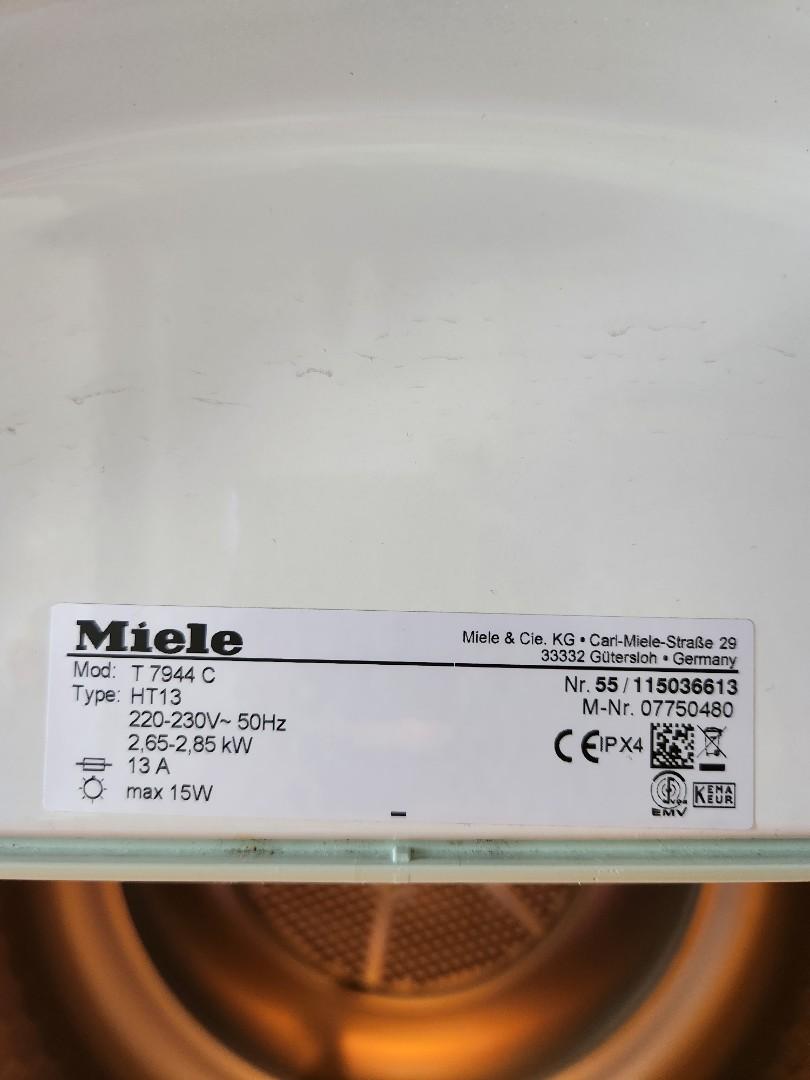 Miele
Miele & Cie. KG • Carl-Miele-Straße 29
33332 Gütersloh • Germany
Mod: T 7944 C
Type: HT13
220-230V~ 50Hz
2,65-2,85 kW
13 A
max 15W
Nr. 55 / 115036613
M-Nr. 07750480
CE IPX4
VDE
EMV
KEMA
KEUR